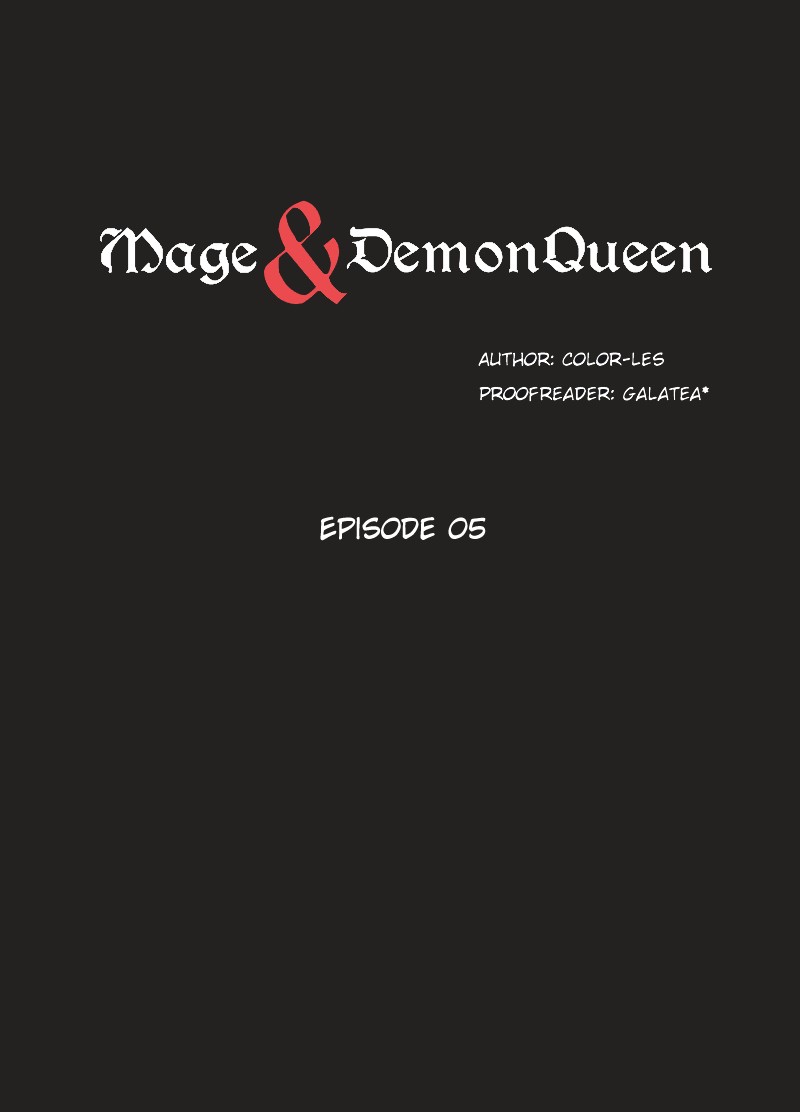 Mage & DemonQueen
AUTHOR: COLOR-LES
PROOFREADER: GALATEA*
EPISODE 05